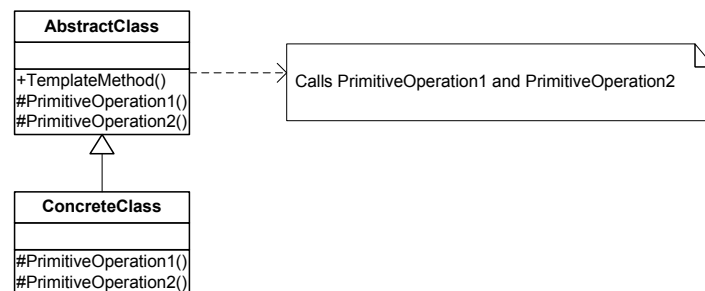 AbstractClass
+TemplateMethod()
#PrimitiveOperation1()
#PrimitiveOperation2()
Calls PrimitiveOperation1 and PrimitiveOperation2
ConcreteClass
#PrimitiveOperation1()
#PrimitiveOperation2()